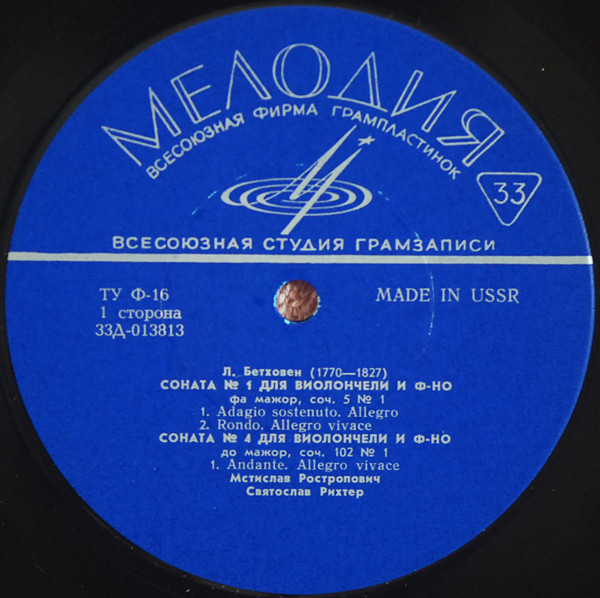 МЕЛОДИЯ
ВСЕСОЮЗНАЯ ФИРМА ГРАМПЛАСТИНОК
33
ВСЕСОЮЗНАЯ СТУДИЯ ГРАМЗАПИСИ
ТУ Ф-16
MADE IN USSR
1 сторона
33Д-013813
Л. Бетховен (1770—1827)
СОНАТА № 1 ДЛЯ ВИОЛОНЧЕЛИ И Ф-НО
фа мажор, соч. 5 № 1
1. Adagio sostenuto. Allegro
2. Rondo. Allegro vivace
СОНАТА № 4 ДЛЯ ВИОЛОНЧЕЛИ И Ф-НО
до мажор, соч. 102 № 1
1. Andante. Allegro vivace
Мстислав Ростропович
Святослав Рихтер